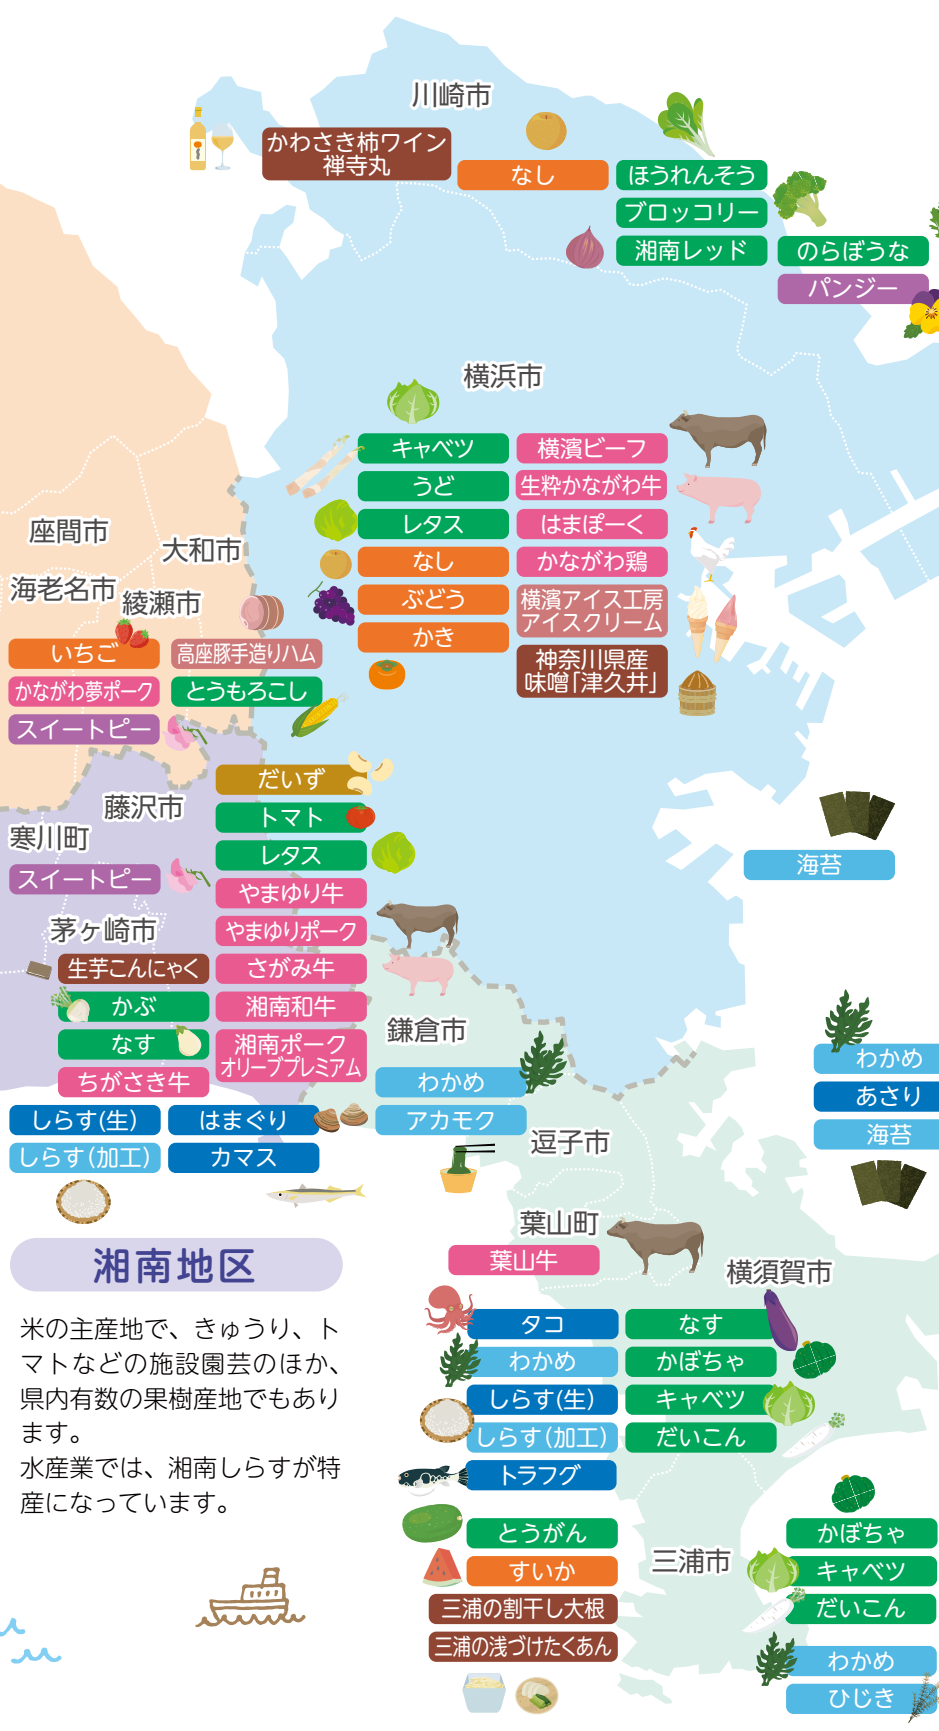 川崎市
かわさき柿ワイン
禅寺丸
なし
ほうれんそう
ブロッコリー
湘南レッド
のらぼうな
パンジー
横浜市
キャベツ
うど
レタス
なし
ぶどう
かき
横濱ビーフ
生粋かながわ牛
はまぽーく
かながわ鶏
横濱アイス工房
アイスクリーム
神奈川県産
味噌「津久井」
座間市
大和市
海老名市
綾瀬市
いちご
かながわ夢ポーク
スイートピー
高座豚手造りハム
とうもろこし
藤沢市
寒川町
スイートピー
だいず
トマト
レタス
やまゆり牛
やまゆりポーク
さがみ牛
湘南和牛
湘南ポーク
オリーブプレミアム
茅ヶ崎市
生芋こんにゃく
かぶ
なす
ちがさき牛
しらす(生)
しらす(加工)
はまぐり
カマス
海苔
鎌倉市
わかめ
アカモク
わかめ
あさり
海苔
逗子市
葉山町
葉山牛
横須賀市
タコ
わかめ
しらす(生)
しらす(加工)
トラフグ
なす
かぼちゃ
キャベツ
だいこん
湘南地区
米の主産地で、きゅうり、ト
マトなどの施設園芸のほか、
県内有数の果樹産地でもあり
ます。
水産業では、湘南しらすが特
産になっています。
三浦市
とうがん
すいか
三浦の割干し大根
三浦の浅づけたくあん
かぼちゃ
キャベツ
だいこん
わかめ
ひじき